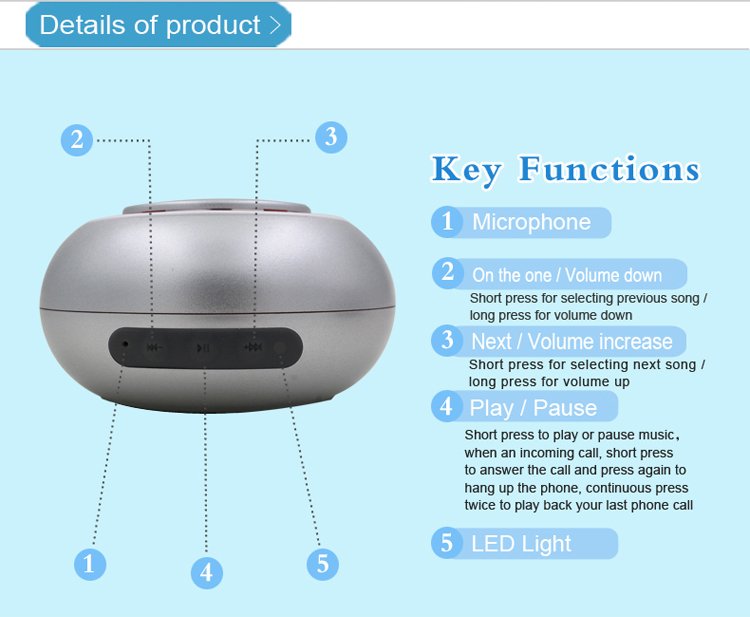 Details of product >
2
3
Key Functions
1 Microphone
2 On the one / Volume down
Short press for selecting previous song /
long press for volume down
3 Next / Volume increase
Short press for selecting next song /
long press for volume up
4 Play / Pause
Short press to play or pause music,
when an incoming call, short press
to answer the call and press again to
hang up the phone, continuous press
twice to play back your last phone call
5 LED Light
1
4
5